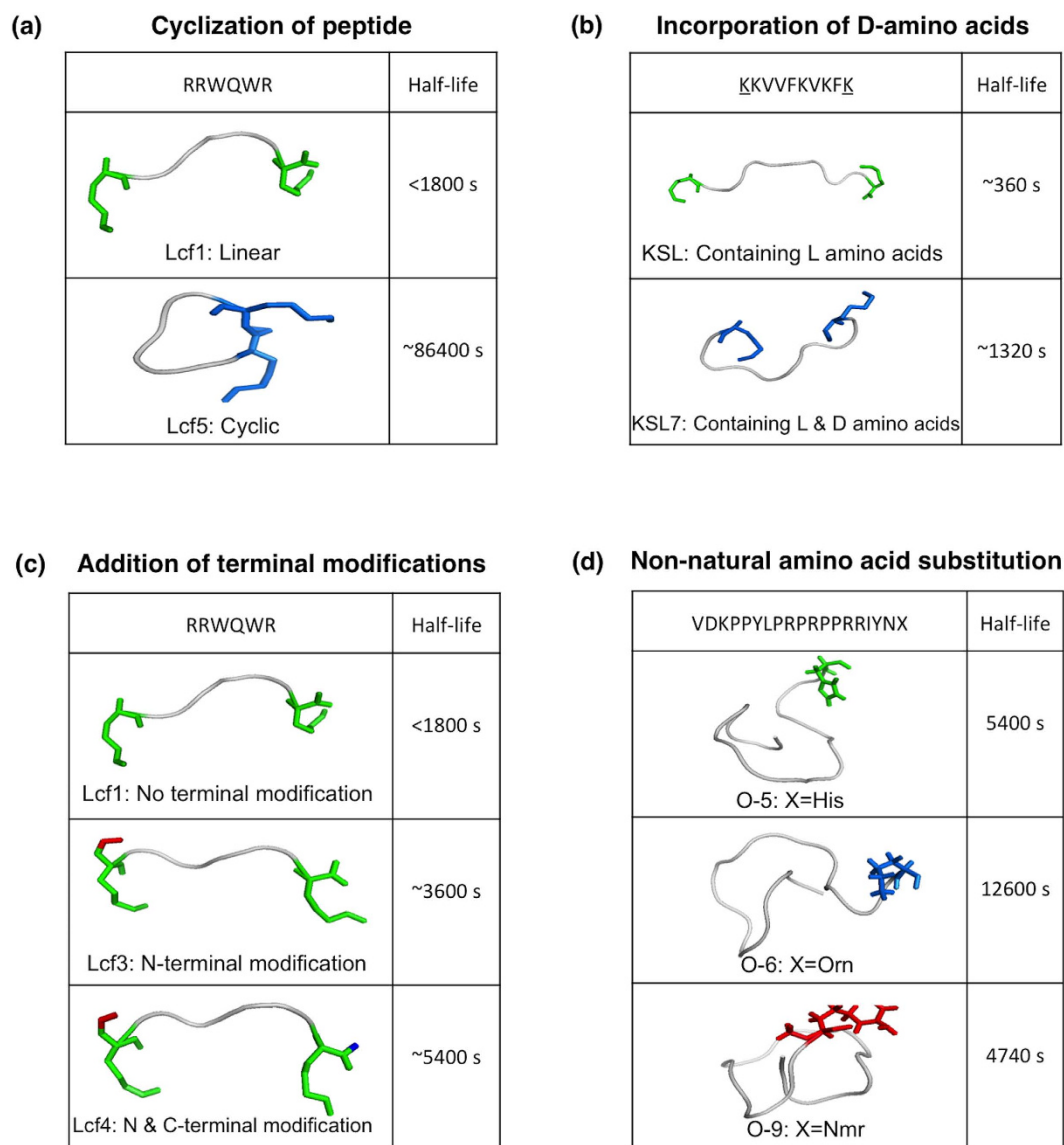 (a) Cyclization of peptide
RRWQWR Half-life
Lcf1: Linear <1800 s
Lcf5: Cyclic ~86400 s
(b) Incorporation of D-amino acids
KKVVFKVKFK Half-life
KSL: Containing L amino acids ~360 s
KSL7: Containing L & D amino acids ~1320 s
(c) Addition of terminal modifications
RRWQWR Half-life
Lcf1: No terminal modification <1800 s
Lcf3: N-terminal modification ~3600 s
Lcf4: N & C-terminal modification ~5400 s
(d) Non-natural amino acid substitution
VDKPPYLPRPRPPRRIYNX Half-life
O-5: X=His 5400 s
O-6: X=Orn 12600 s
O-9: X=Nmr 4740 s